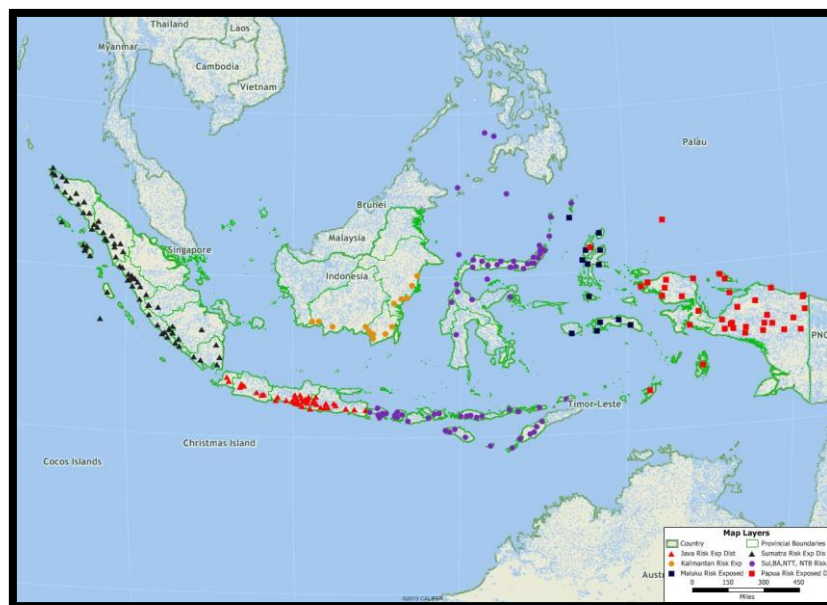 Thailand
Laos
Myanmar
Cambodia
Vietnam
Palau
Brunei
Malaysia
Singapore
Indonesia
PNG
Timor-Leste
Christmas Island
Cocos Islands
Map Layers
Country Provincial Boundaries
Java Risk Exp Dist Sumatra Risk Exp Dis
Kalimantan Risk Exp Sul,BA,NTT, NTB Risk
Maluku Risk Exposed Papua Risk Exposed D
0 150 300 450
Miles
Aust
©2013 CALIPER